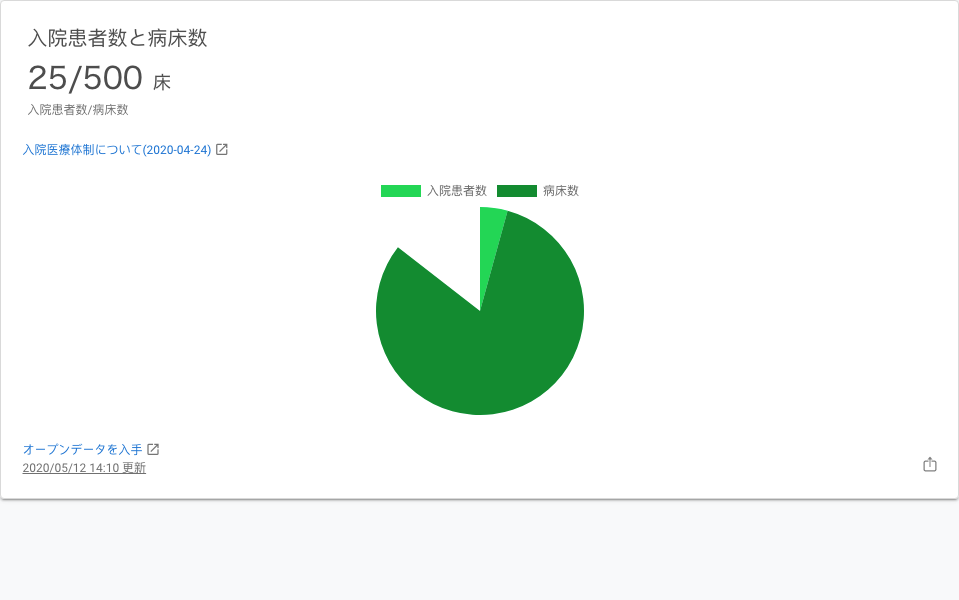 入院患者数と病床数
25/500 床
入院患者数/病床数
入院医療体制について(2020-04-24)
入院患者数 病床数
オープンデータを入手
2020/05/12 14:10 更新